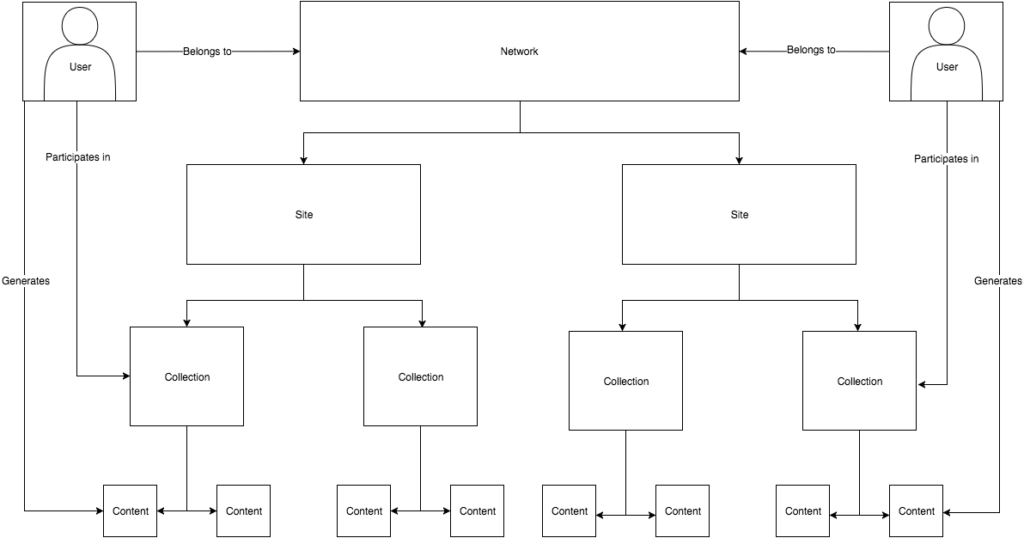 User
Belongs to
Network
Belongs to
User
Participates in
Participates in
Site
Site
Generates
Generates
Collection
Collection
Collection
Collection
Content
Content
Content
Content
Content
Content
Content
Content